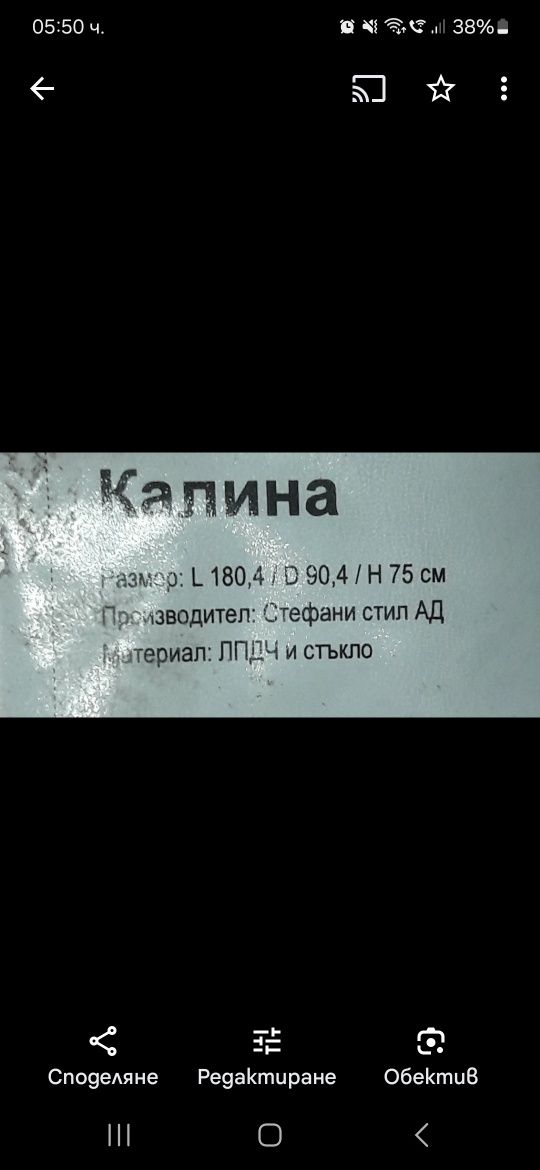 05:50 ч.
38%
Калина
Размер: L 180,4 / D 90,4 / H 75 см
Производител: Стефани стил АД
Материал: ЛПДЧ и стъкло
Споделяне Редактиране Обектив